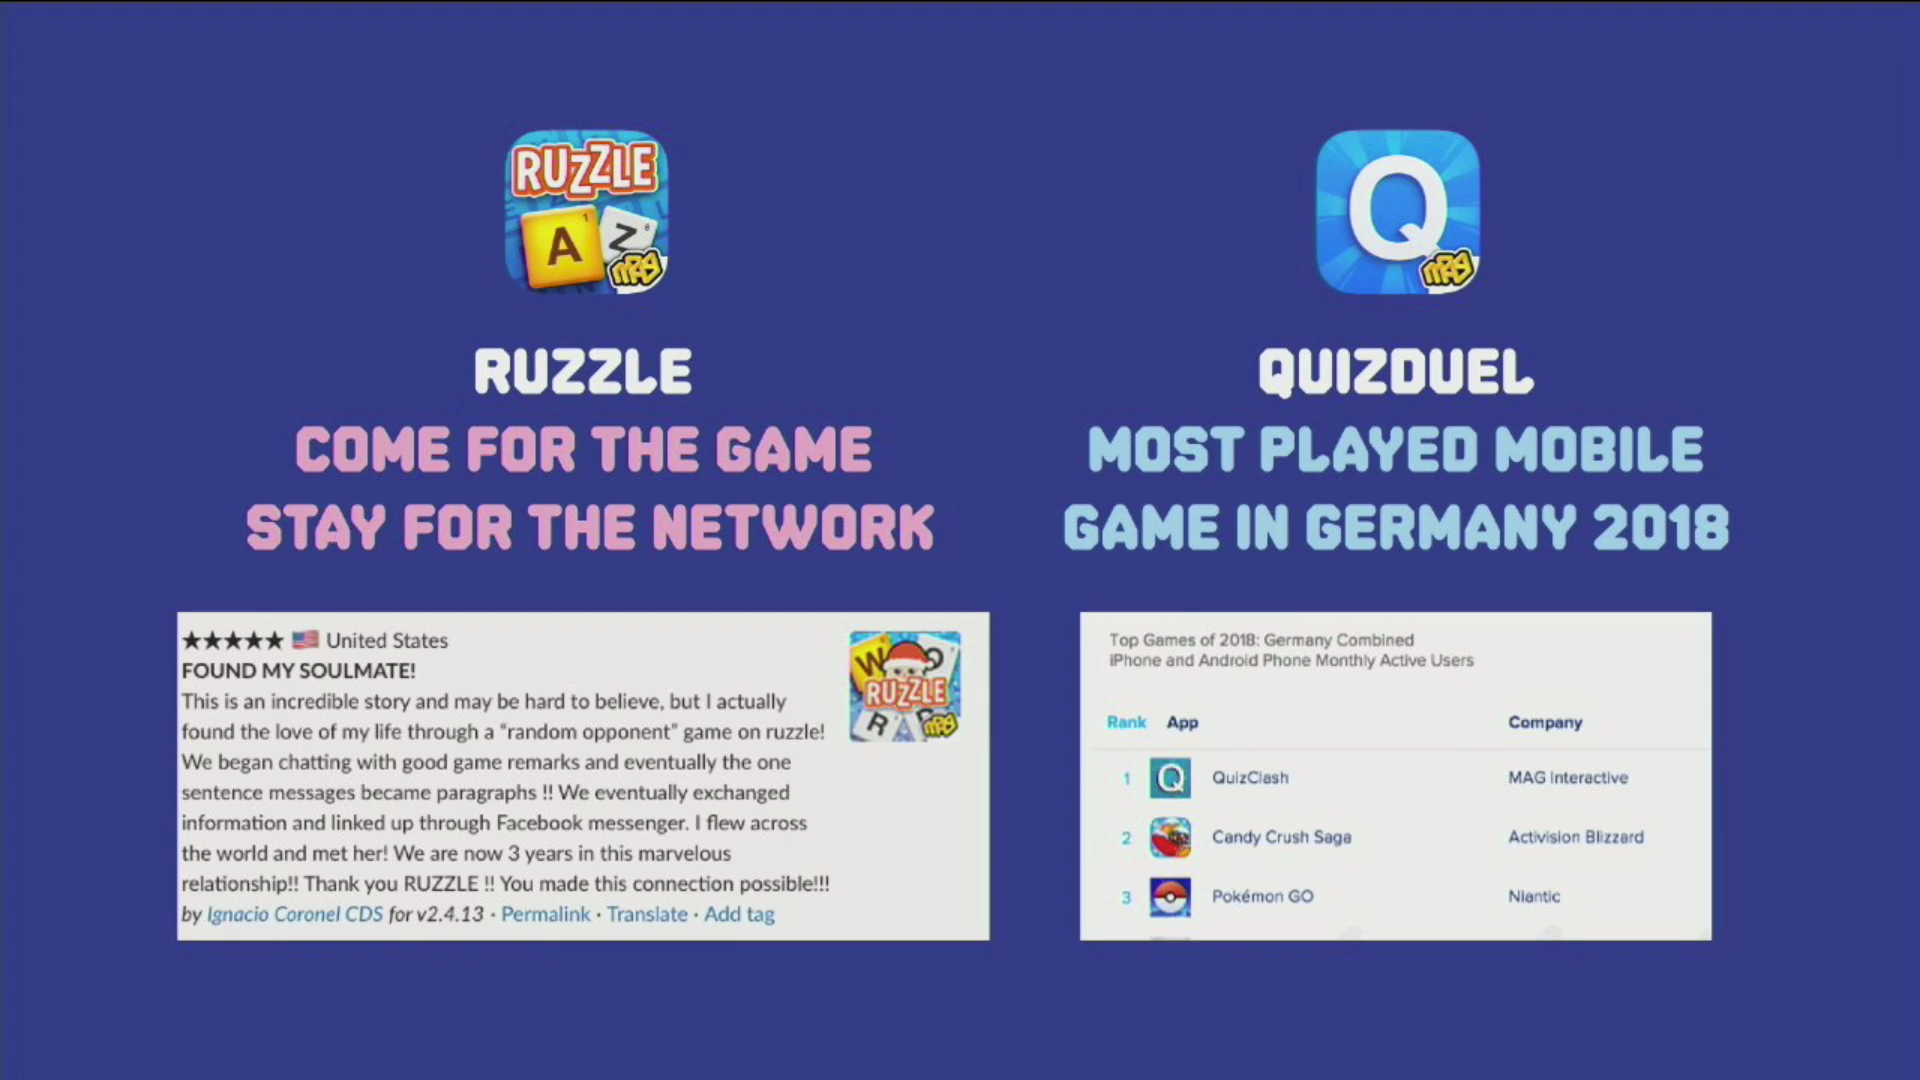 RUZZLE
A
1
Z
MAG
RUZZLE
COME FOR THE GAME
STAY FOR THE NETWORK
★★★★★ United States
FOUND MY SOULMATE!
This is an incredible story and may be hard to believe, but I actually
found the love of my life through a “random opponent” game on ruzzle!
We began chatting with good game remarks and eventually the one
sentence messages became paragraphs !! We eventually exchanged
information and linked up through Facebook messenger. I flew across
the world and met her! We are now 3 years in this marvelous
relationship!! Thank you RUZZLE !! You made this connection possible!!!
by Ignacio Coronel CDS for v2.4.13 · Permalink · Translate · Add tag
W
RUZZLE
R
MAG
Q
MAG
QUIZDUEL
MOST PLAYED MOBILE
GAME IN GERMANY 2018
Top Games of 2018: Germany Combined
iPhone and Android Phone Monthly Active Users
Rank App Company
1 Q QuizClash MAG Interactive
2 Candy Crush Saga Activision Blizzard
3 Pokémon GO Niantic